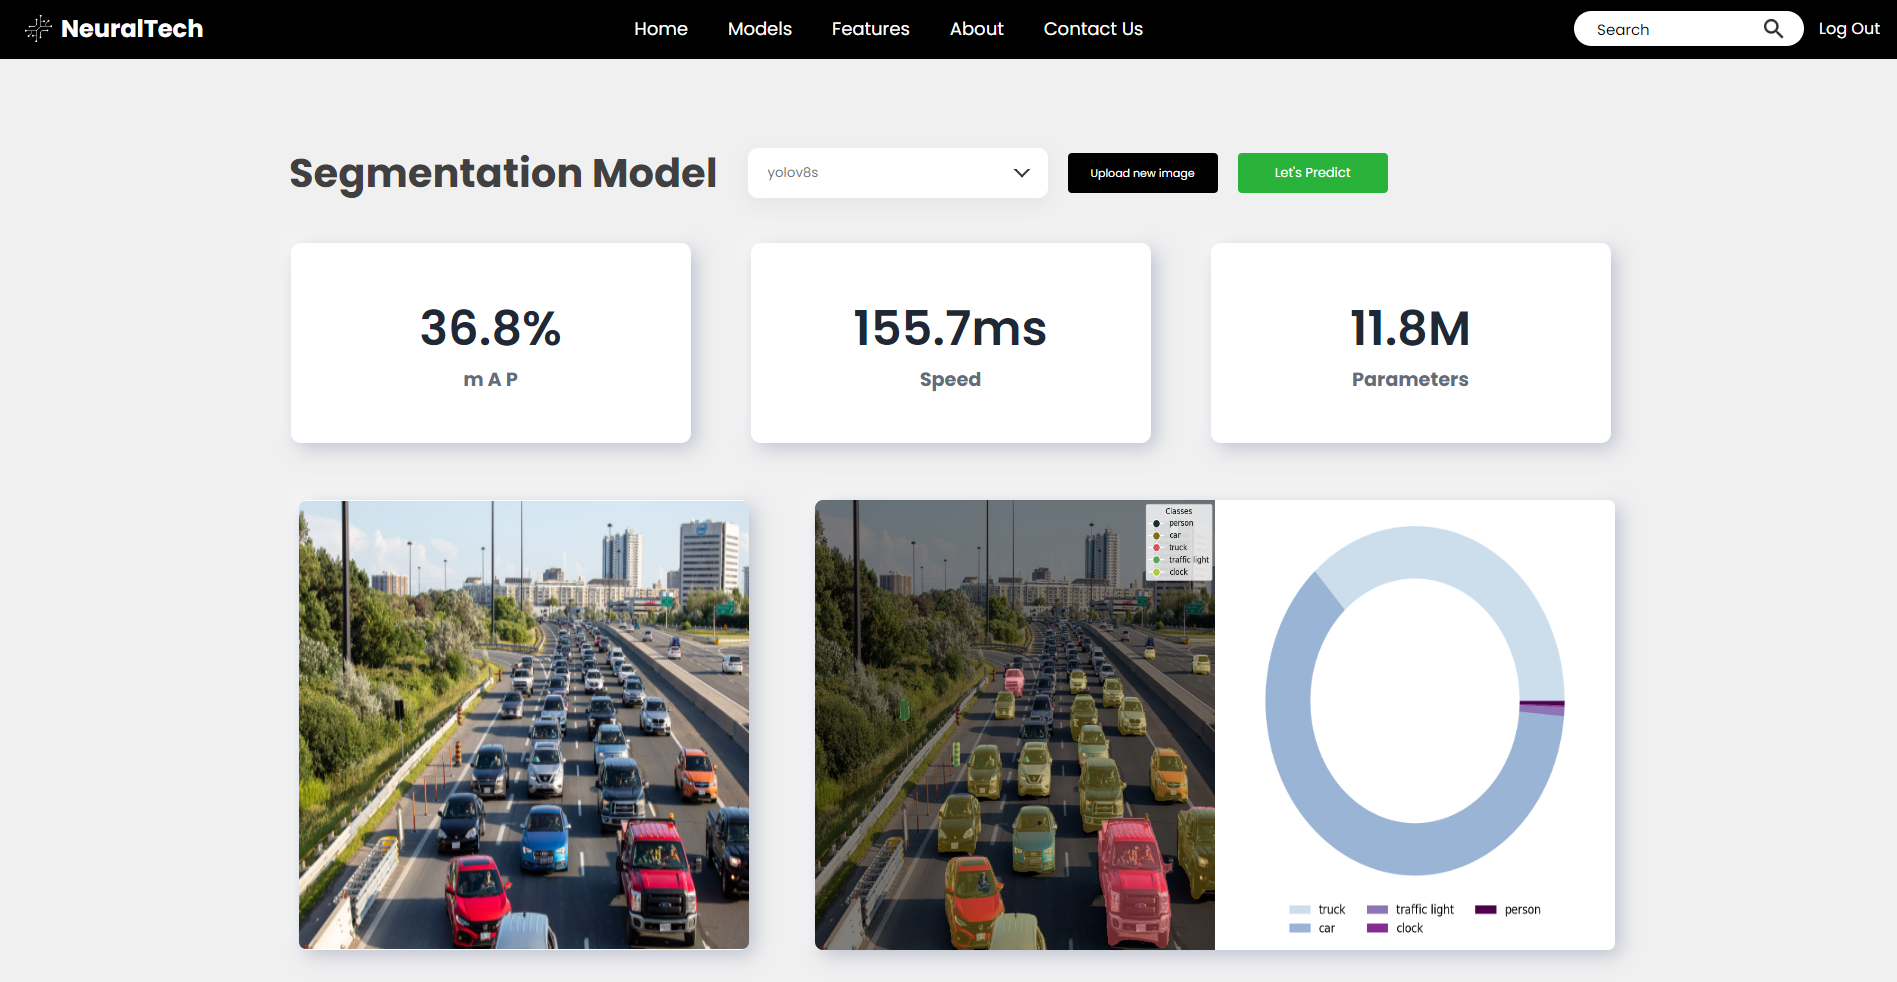 NeuralTech
Home Models Features About Contact Us
Search
Log Out
Segmentation Model
yolov8s
Upload new image
Let's Predict
36.8%
m A P
155.7ms
Speed
11.8M
Parameters
Classes
person
car
truck
traffic light
clock
truck traffic light person
car clock